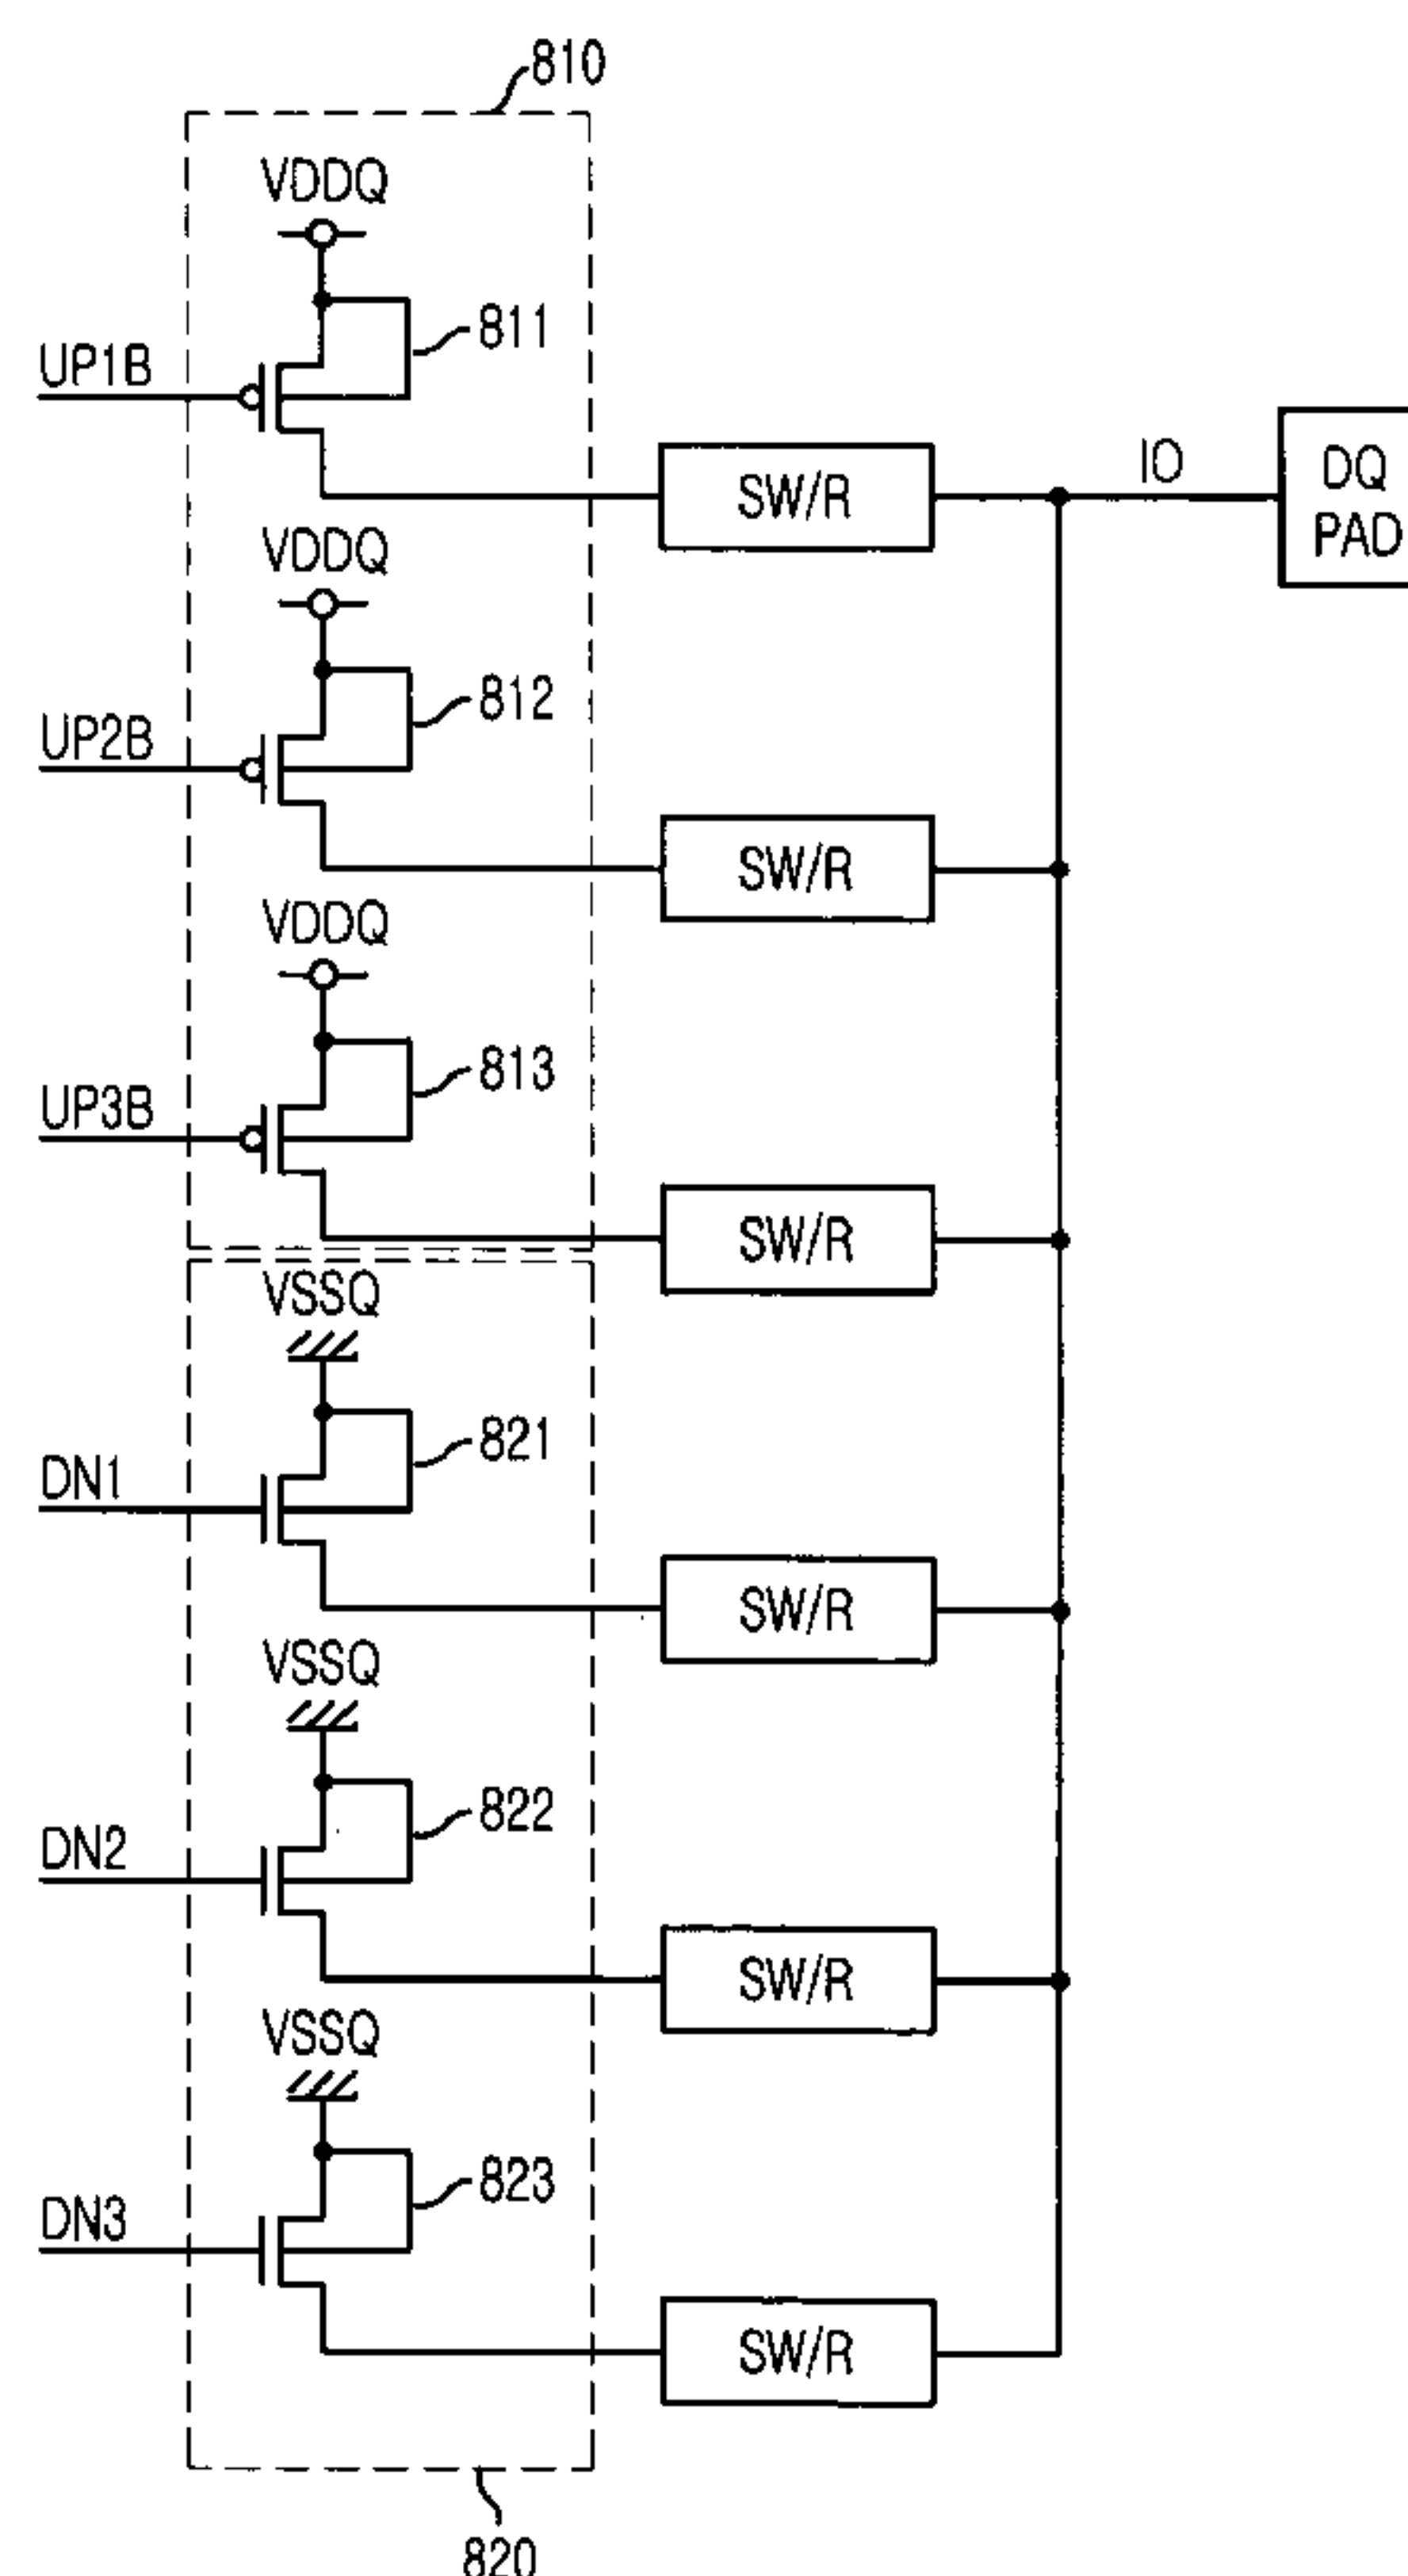 810
VDDQ
811
UP1B
SW/R
IO
DQ
PAD
VDDQ
812
UP2B
SW/R
VDDQ
813
UP3B
SW/R
VSSQ
821
DN1
SW/R
VSSQ
822
DN2
SW/R
VSSQ
823
DN3
SW/R
820